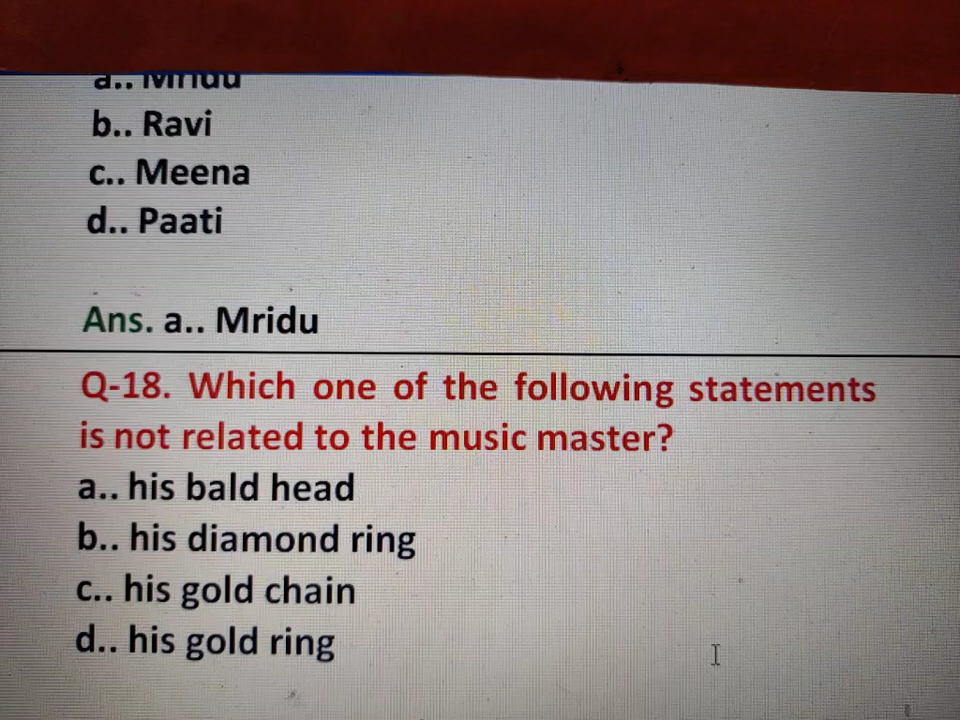 a.. Mridu
b.. Ravi
c.. Meena
d.. Paati
Ans. a.. Mridu
Q-18. Which one of the following statements
is not related to the music master?
a.. his bald head
b.. his diamond ring
c.. his gold chain
d.. his gold ring